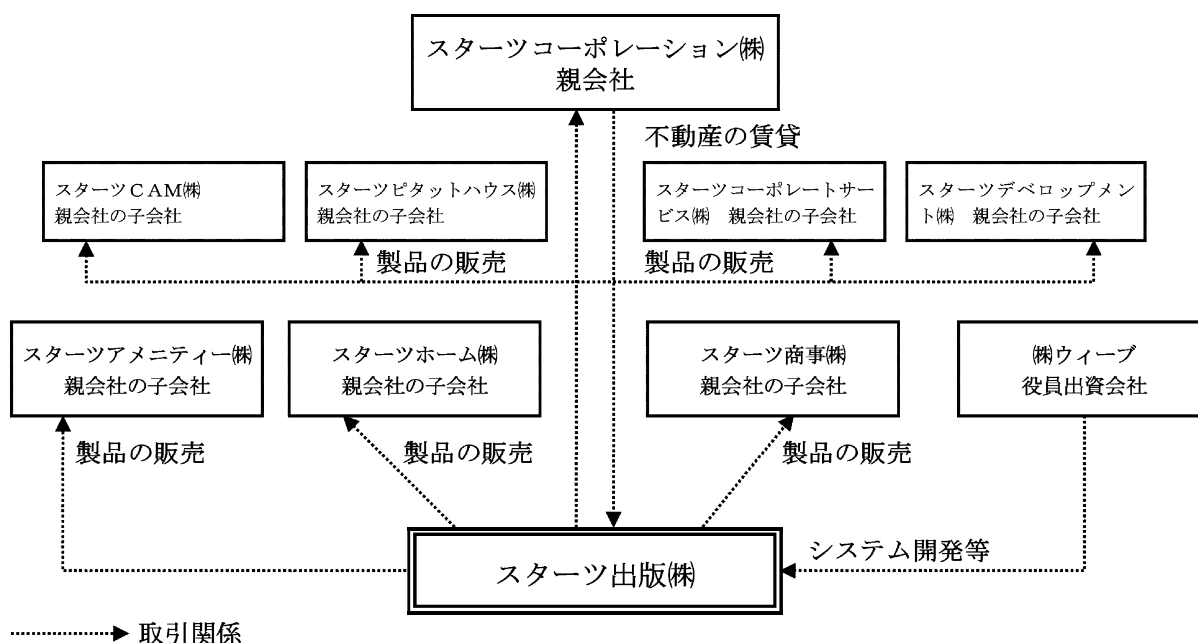 スターツコーポレーション㈱
親会社
不動産の賃貸
スターツＣＡＭ㈱
親会社の子会社
スターツピタットハウス㈱
親会社の子会社
スターツコーポレートサー
ビス㈱　親会社の子会社
スターツデベロップメン
ト㈱　親会社の子会社
製品の販売
製品の販売
スターツアメニティー㈱
親会社の子会社
スターツホーム㈱
親会社の子会社
スターツ商事㈱
親会社の子会社
㈱ウィーブ
役員出資会社
製品の販売
製品の販売
製品の販売
システム開発等
スターツ出版㈱
取引関係